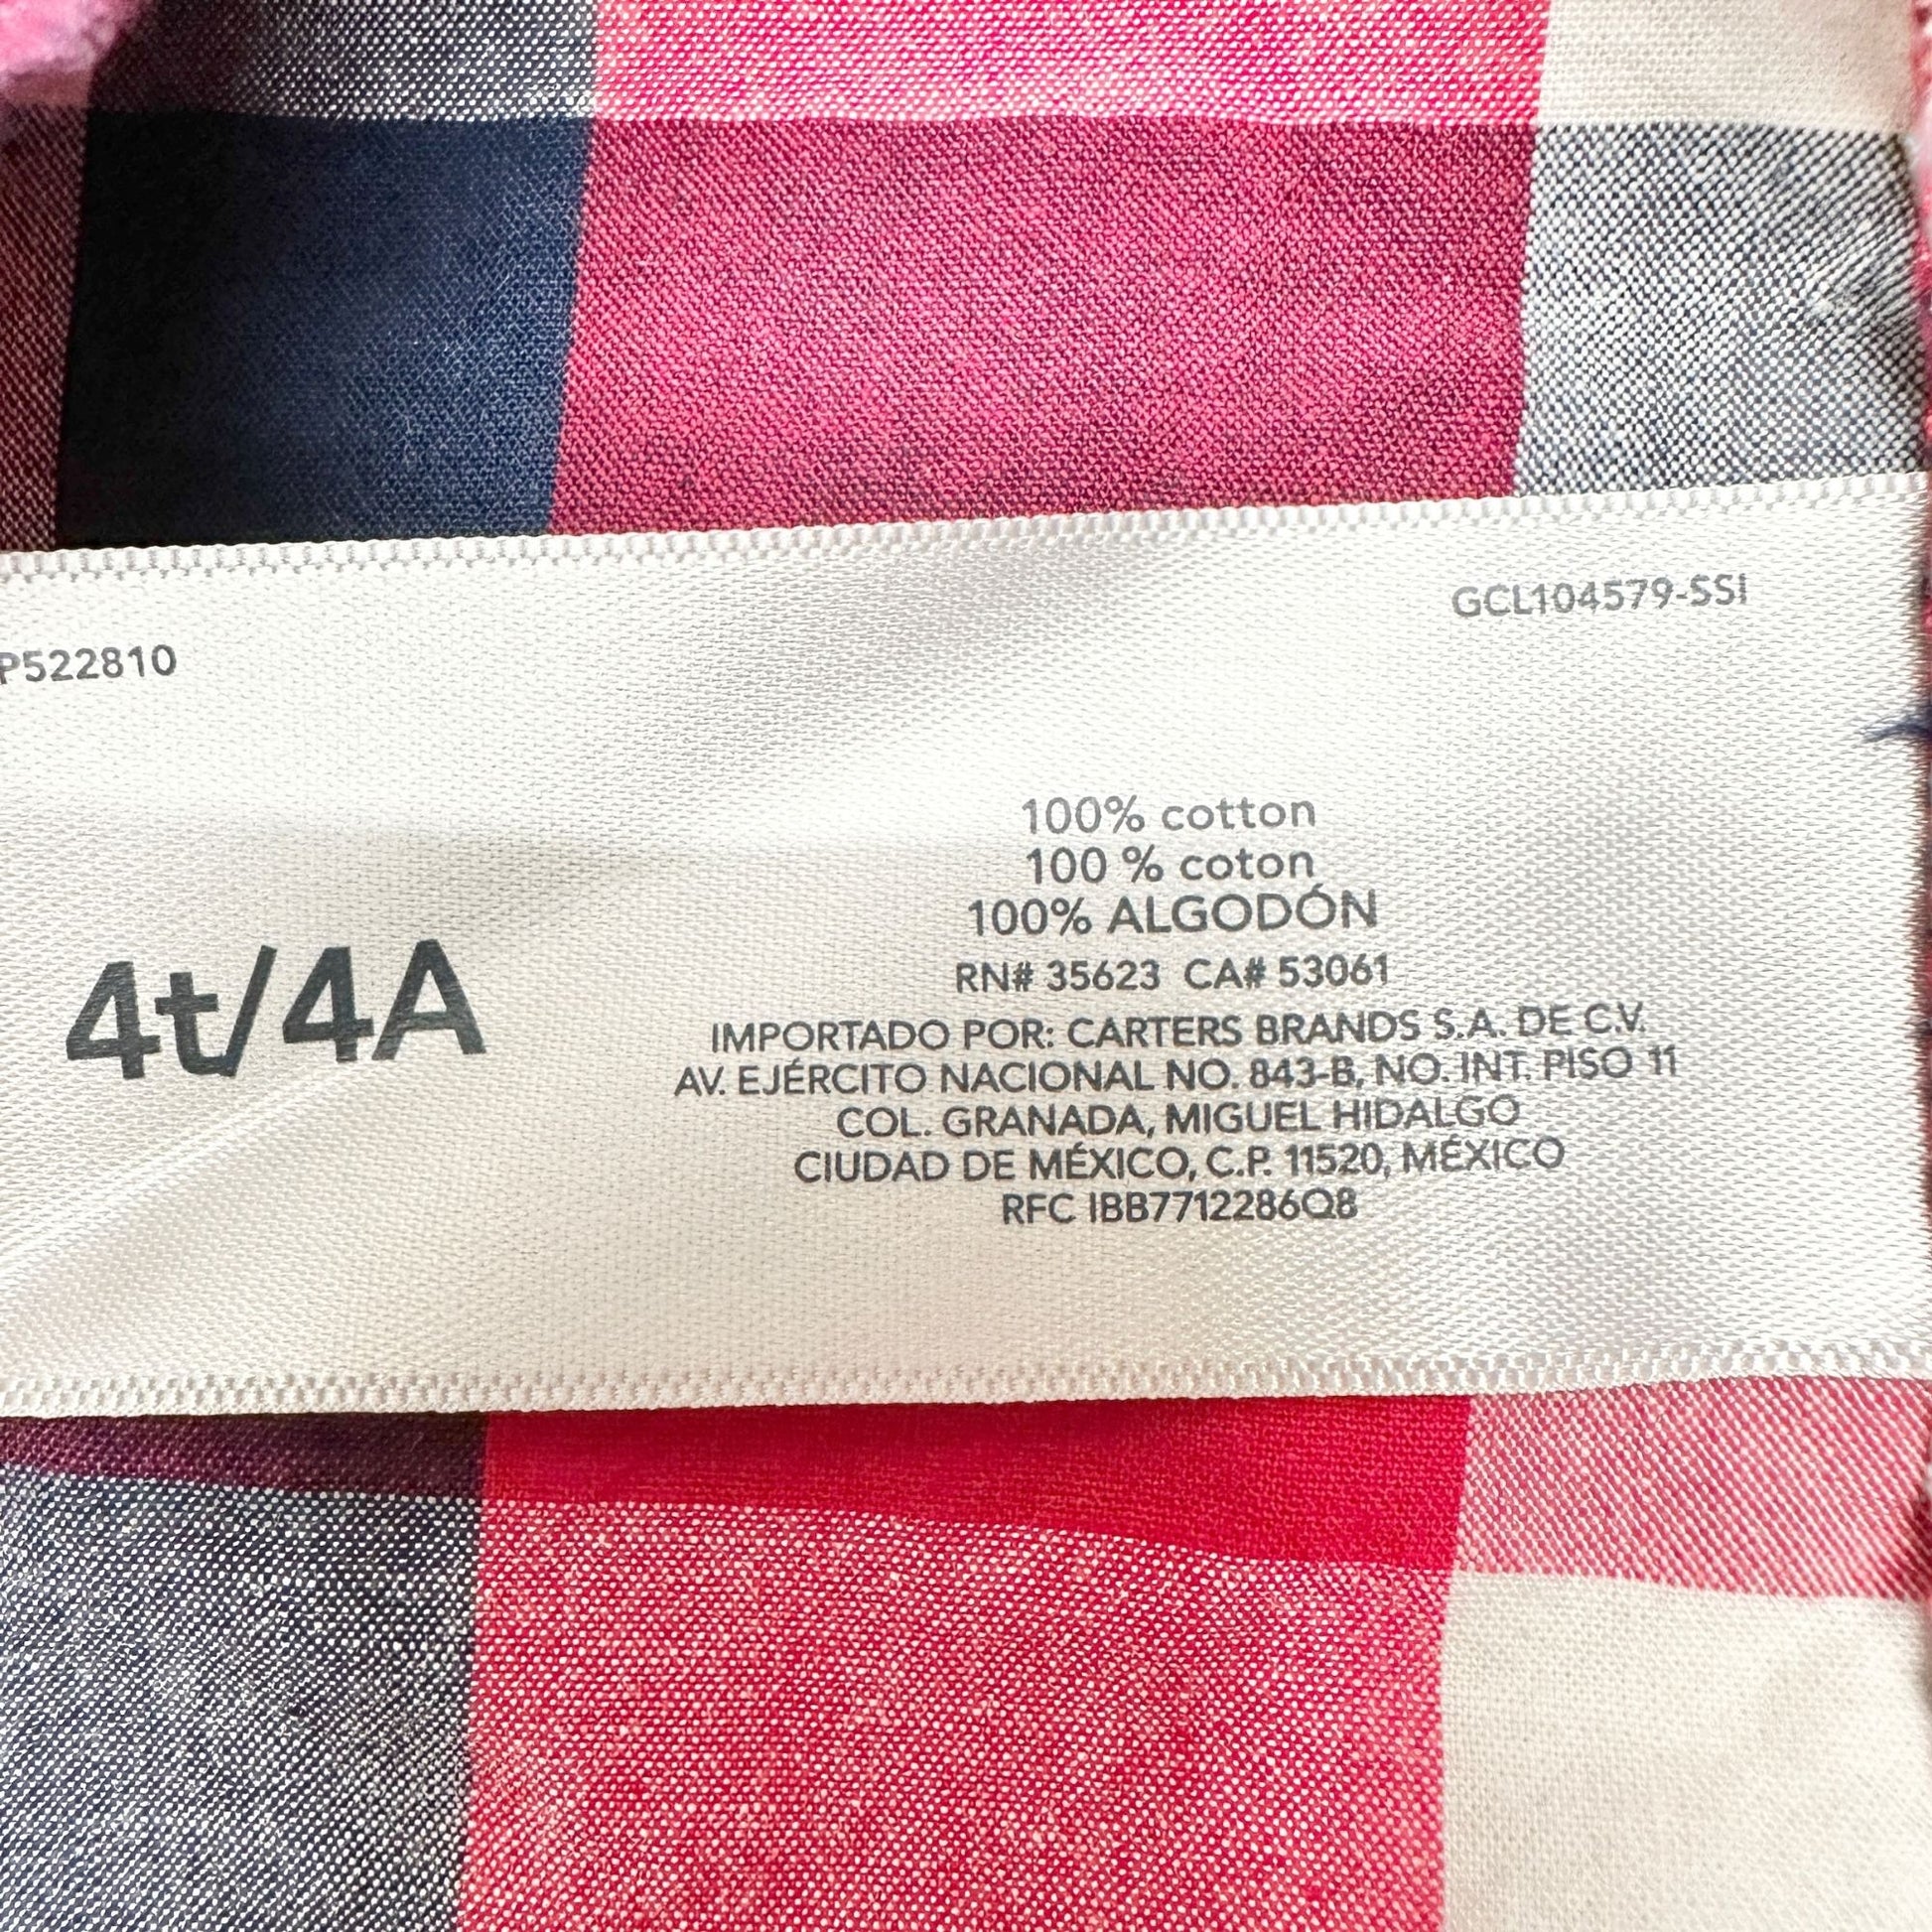 GCL104579-SSI
P522810
100% cotton
100 % coton
100% ALGODÓN
4t/4A
RN# 35623 CA# 53061
IMPORTADO POR: CARTERS BRANDS S.A. DE C.V.
AV. EJÉRCITO NACIONAL NO. 843-B, NO. INT. PISO 11
COL. GRANADA, MIGUEL HIDALGO
CIUDAD DE MÉXICO, C.P. 11520, MÉXICO
RFC IBB7712286Q8